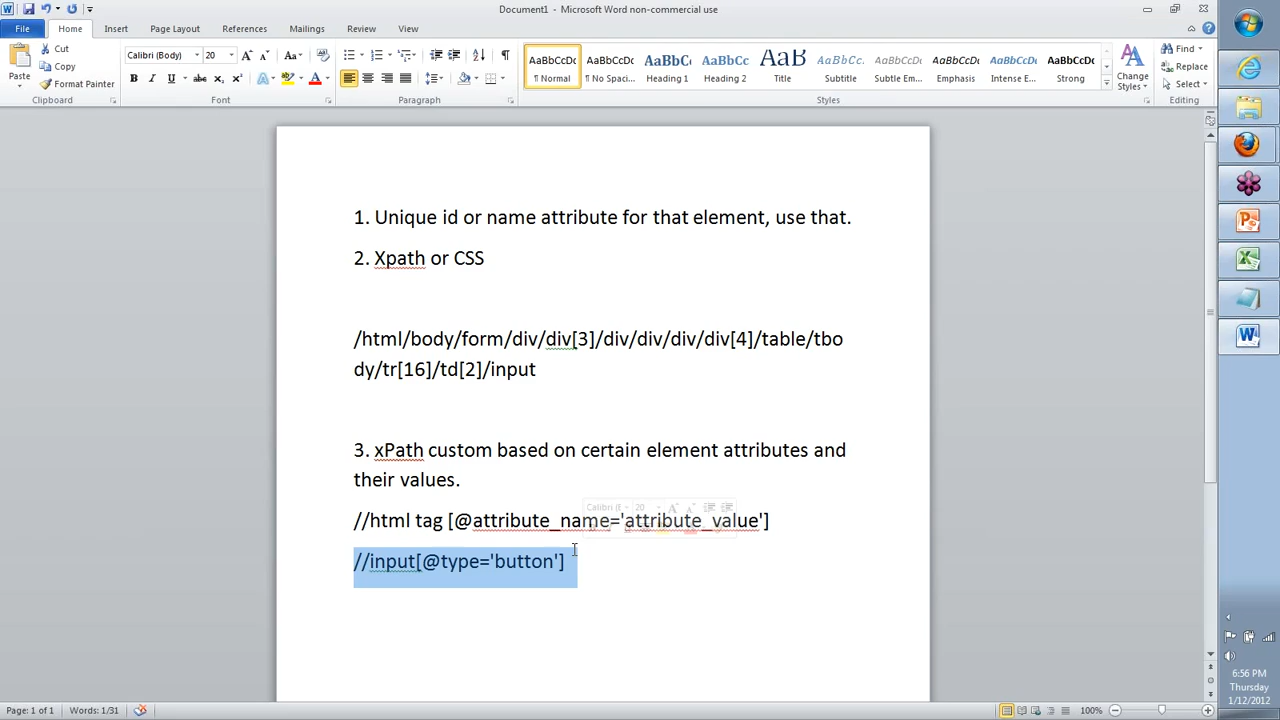 Document1 - Microsoft Word non-commercial use
File Home Insert Page Layout References Mailings Review View
Paste
Cut
Copy
Format Painter
Clipboard
Calibri (Body) 20
Font
Paragraph
AaBbCcDc AaBbCcDc AaBbCc AaBbCc AaB AaBbCc. AaBbCcDc AaBbCcDc AaBbCcDc AaBbCcDc
¶ Normal ¶ No Spaci... Heading 1 Heading 2 Title Subtitle Subtle Em... Emphasis Intense E... Strong
Styles
Change
Styles
Find
Replace
Select
Editing
1. Unique id or name attribute for that element, use that.
2. Xpath or CSS
/html/body/form/div/div[3]/div/div/div/div[4]/table/tbo
dy/tr[16]/td[2]/input
3. xPath custom based on certain element attributes and
their values.
Calibri (E 20
//html tag [@attribute_name='attribute_value']
//input[@type='button']
Page: 1 of 1 Words: 1/31
100%
6:56 PM
Thursday
1/12/2012